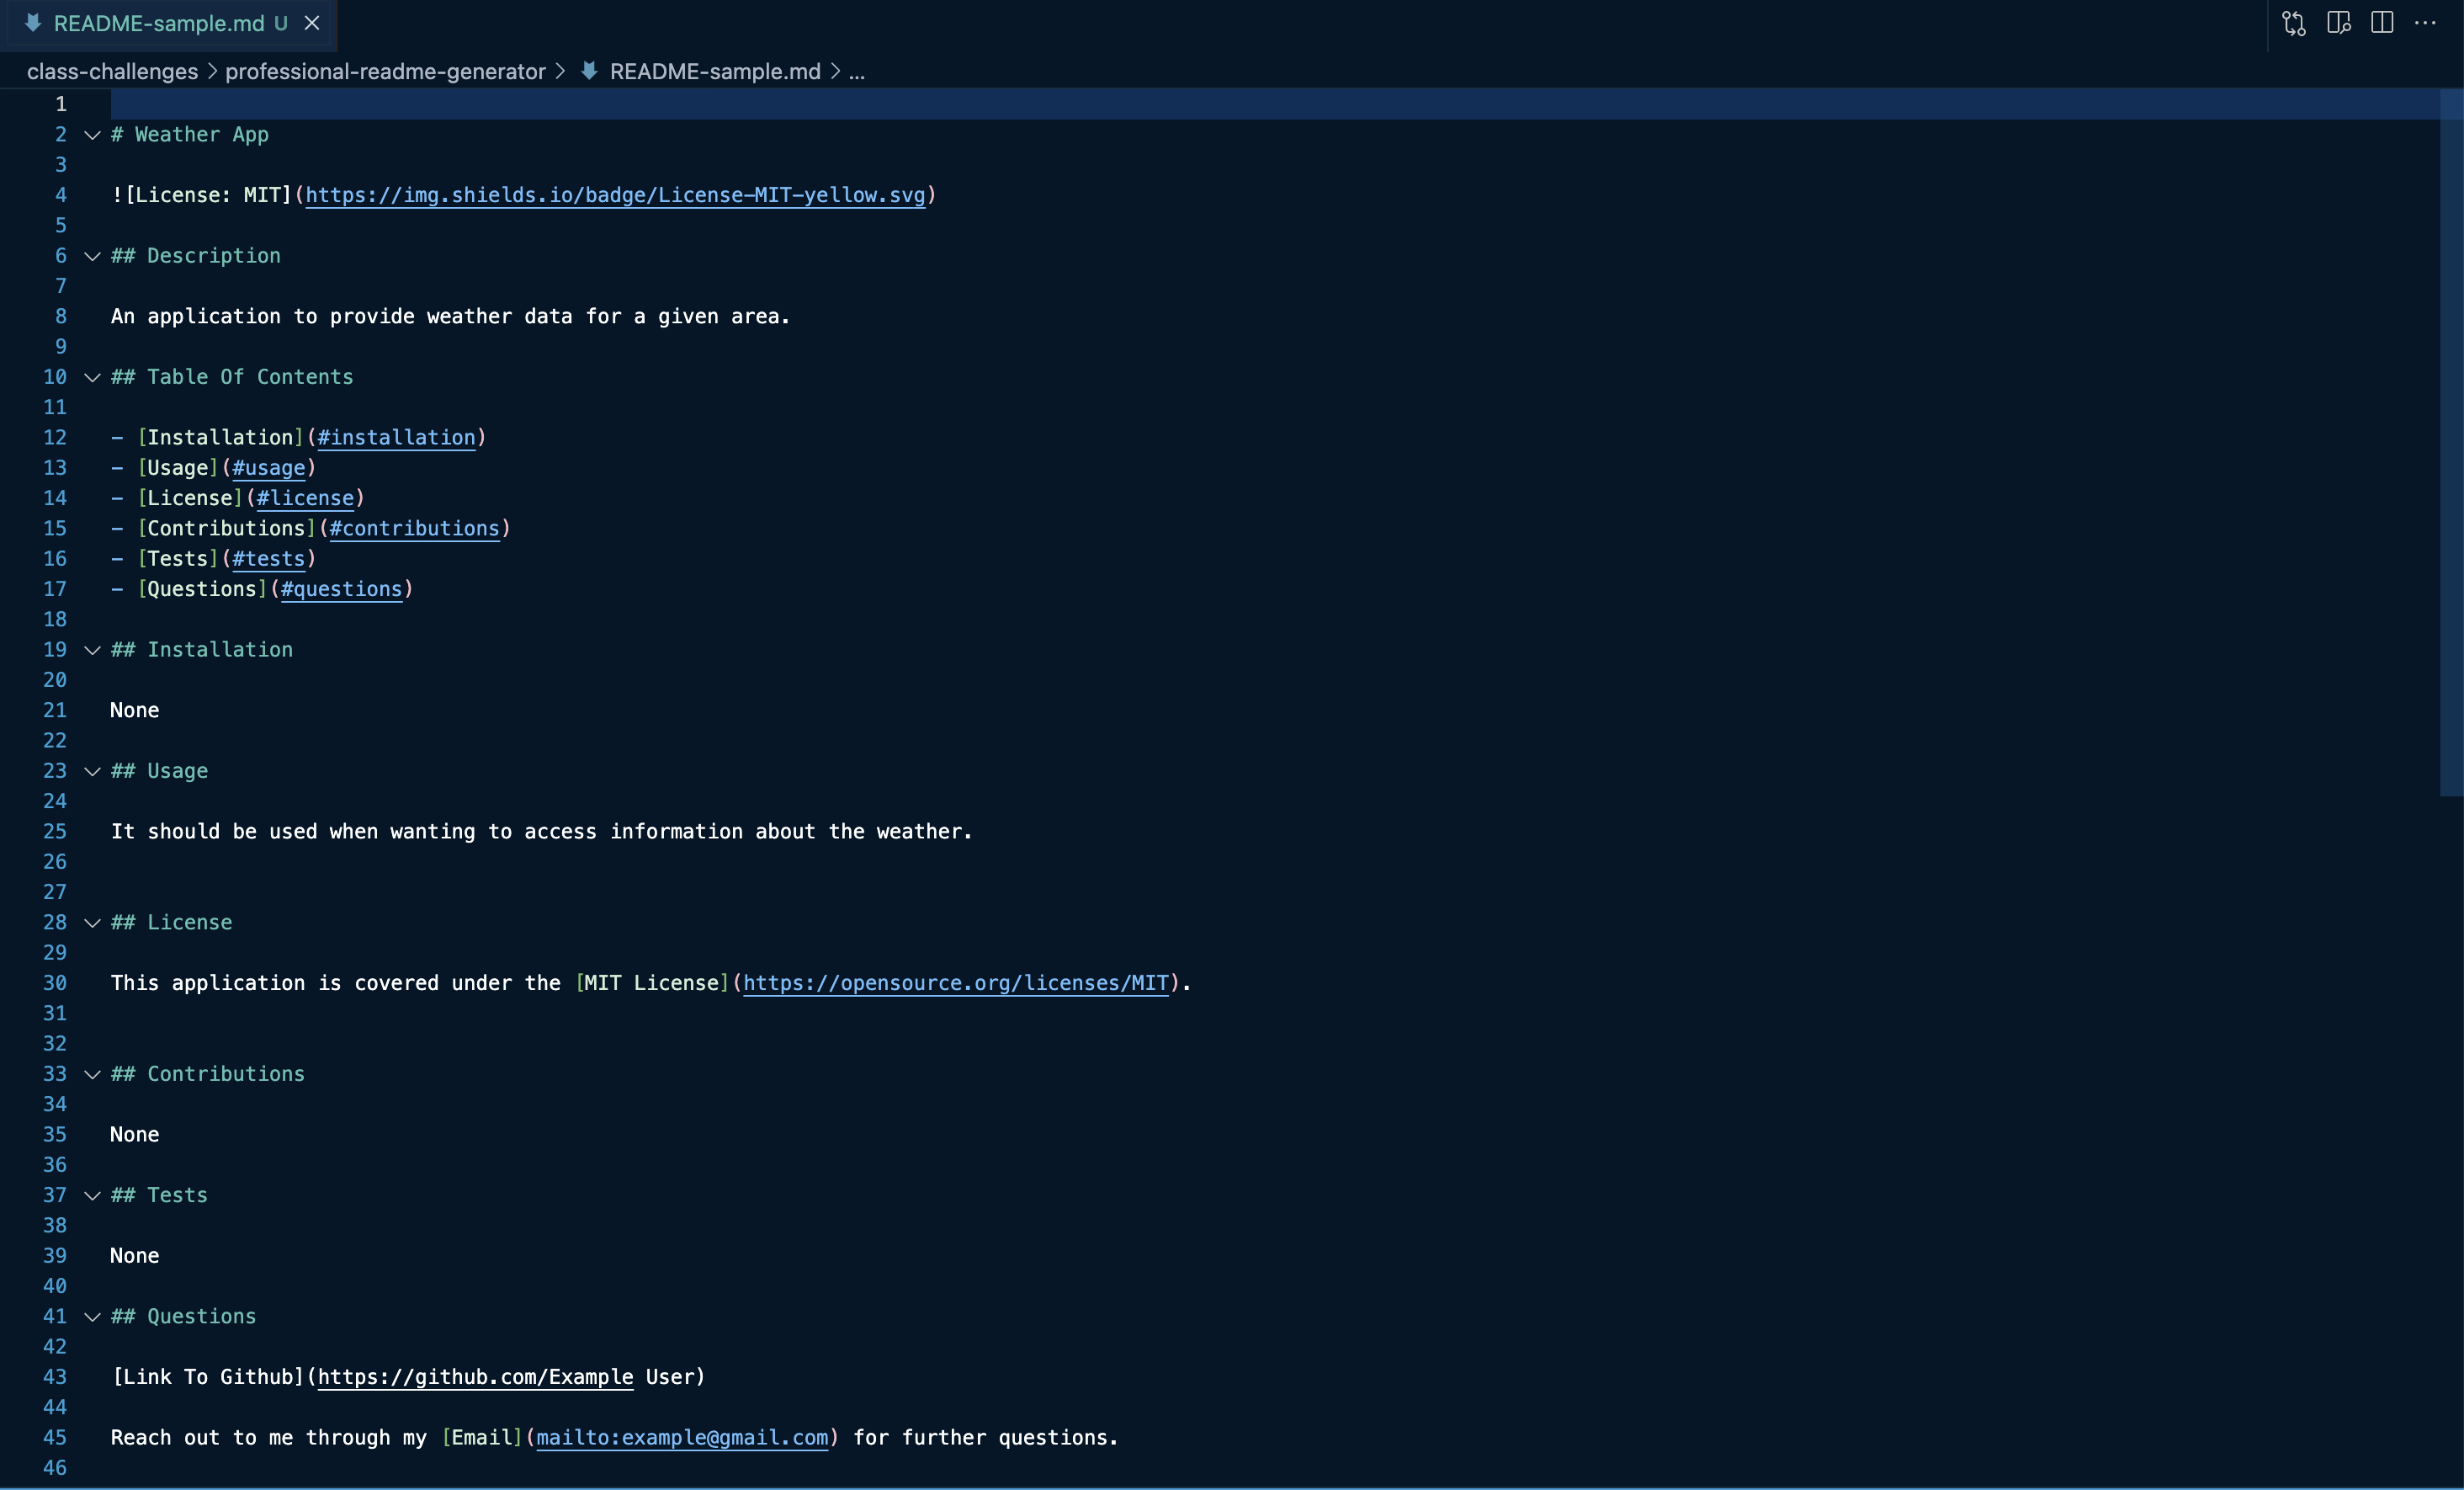 README-sample.md U
class-challenges > professional-readme-generator > README-sample.md > ...
1
2 # Weather App
3
4 ![License: MIT](https://img.shields.io/badge/License-MIT-yellow.svg)
5
6 ## Description
7
8 An application to provide weather data for a given area.
9
10 ## Table Of Contents
11
12 - [Installation](#installation)
13 - [Usage](#usage)
14 - [License](#license)
15 - [Contributions](#contributions)
16 - [Tests](#tests)
17 - [Questions](#questions)
18
19 ## Installation
20
21 None
22
23 ## Usage
24
25 It should be used when wanting to access information about the weather.
26
27
28 ## License
29
30 This application is covered under the [MIT License](https://opensource.org/licenses/MIT).
31
32
33 ## Contributions
34
35 None
36
37 ## Tests
38
39 None
40
41 ## Questions
42
43 [Link To Github](https://github.com/Example User)
44
45 Reach out to me through my [Email](mailto:example@gmail.com) for further questions.
46